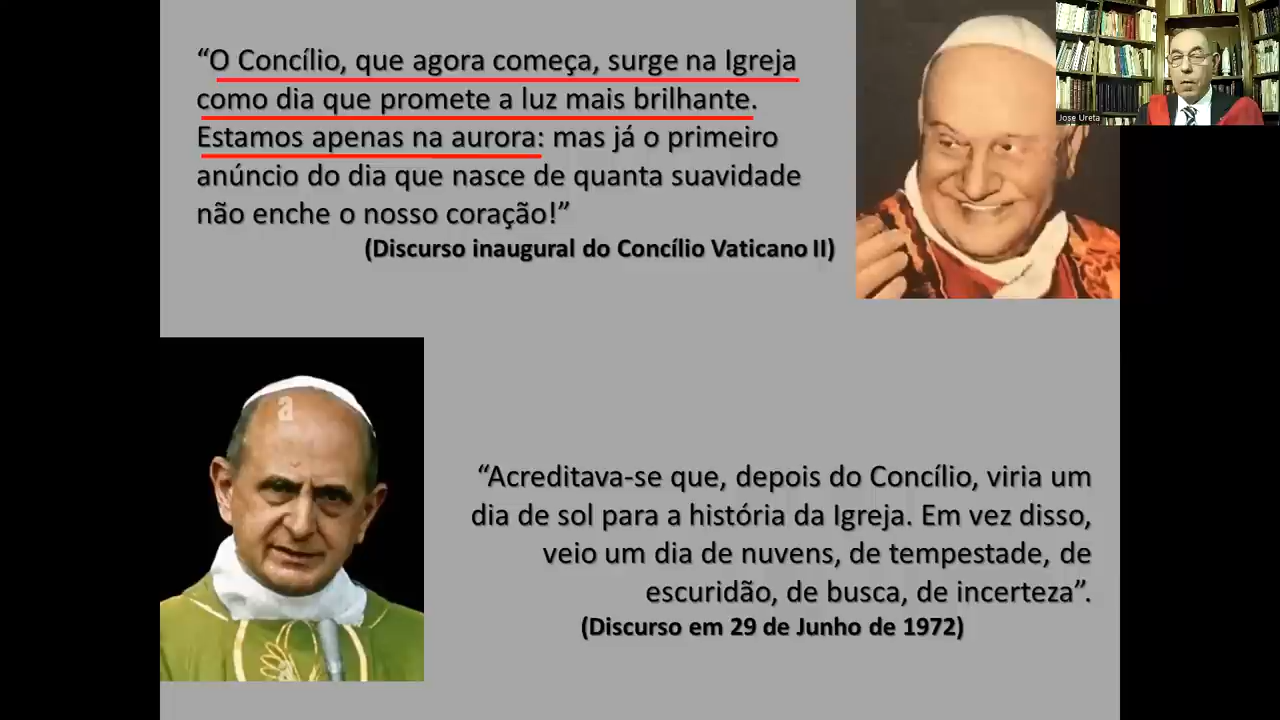 “O Concílio, que agora começa, surge na Igreja
como dia que promete a luz mais brilhante.
Estamos apenas na aurora: mas já o primeiro
anúncio do dia que nasce de quanta suavidade
não enche o nosso coração!”
(Discurso inaugural do Concílio Vaticano II)
Jose Ureta
a
“Acreditava-se que, depois do Concílio, viria um
dia de sol para a história da Igreja. Em vez disso,
veio um dia de nuvens, de tempestade, de
escuridão, de busca, de incerteza”.
(Discurso em 29 de Junho de 1972)
a